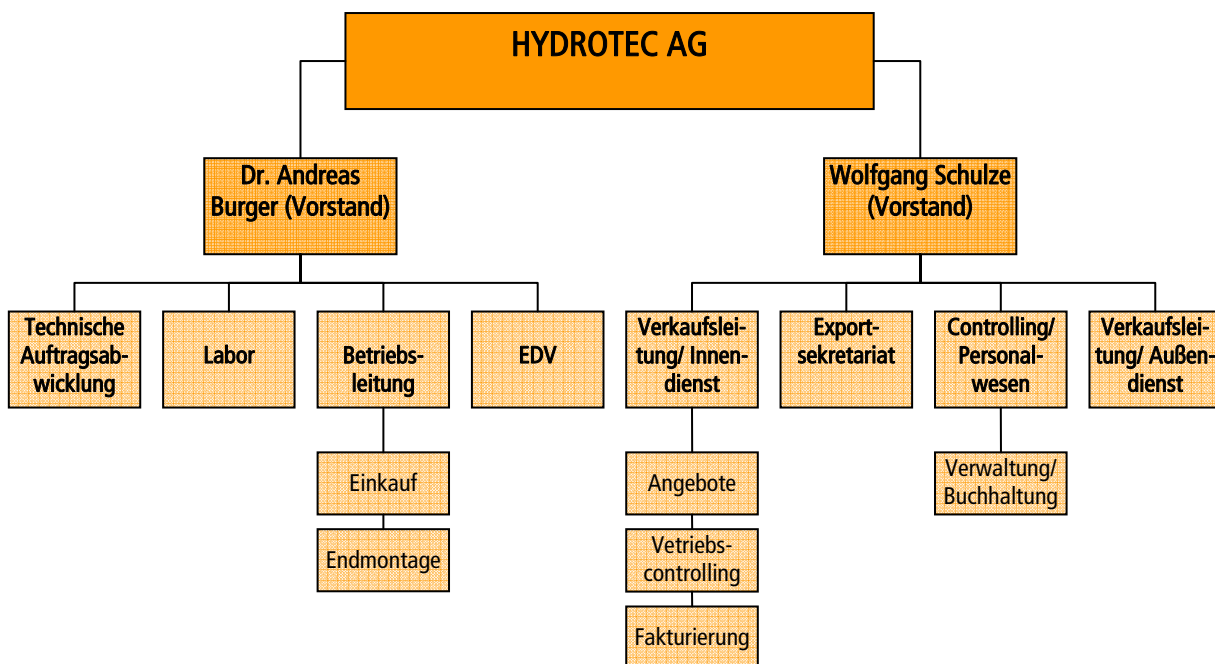 HYDROTEC AG
Dr. Andreas
Burger (Vorstand)
Wolfgang Schulze
(Vorstand)
Technische
Auftragsab-
wicklung
Labor
Betriebs-
leitung
EDV
Verkaufslei-
tung/ Innen-
dienst
Export-
sekretariat
Controlling/
Personal-
wesen
Verkaufslei-
tung/ Außen-
dienst
Einkauf
Endmontage
Angebote
Vetriebs-
controlling
Fakturierung
Verwaltung/
Buchhaltung